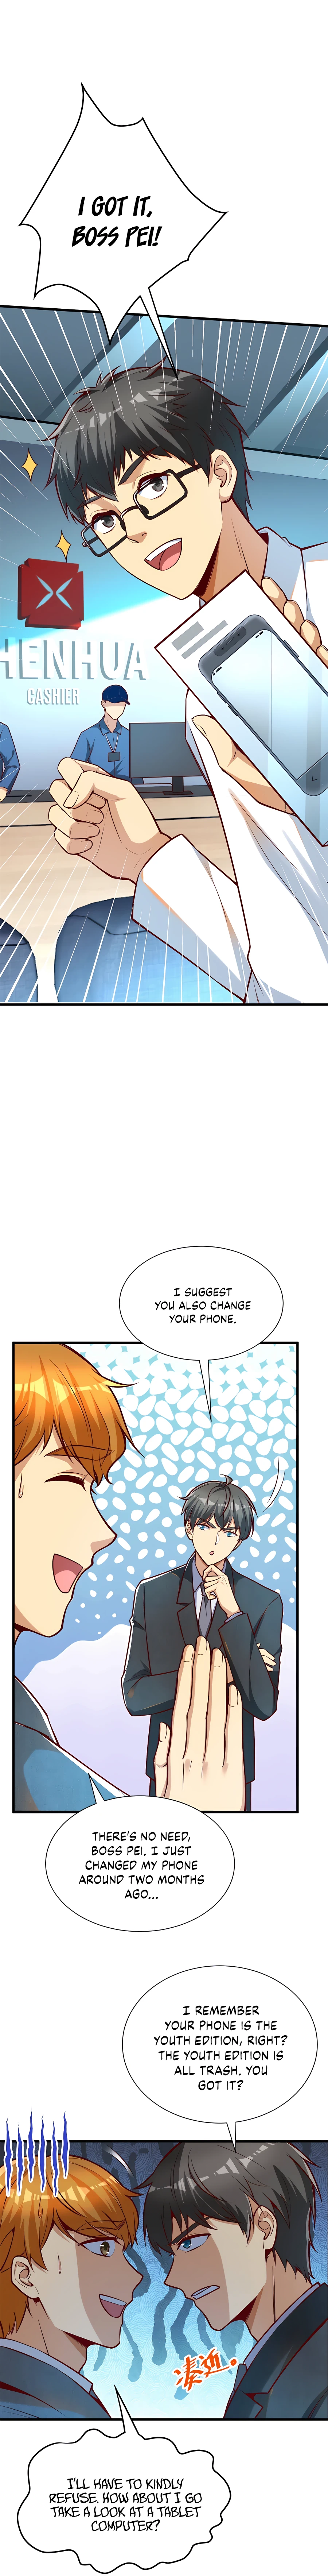 I GOT IT,
BOSS PEI!
HENHUA
CASHIER
I SUGGEST
YOU ALSO CHANGE
YOUR PHONE.
THERE'S NO NEED,
BOSS PEI. I JUST
CHANGED MY PHONE
AROUND TWO MONTHS
AGO...
I REMEMBER
YOUR PHONE IS THE
YOUTH EDITION, RIGHT?
THE YOUTH EDITION IS
ALL TRASH. YOU
GOT IT?
凑近。
I'LL HAVE TO KINDLY
REFUSE. HOW ABOUT I GO
TAKE A LOOK AT A TABLET
COMPUTER?